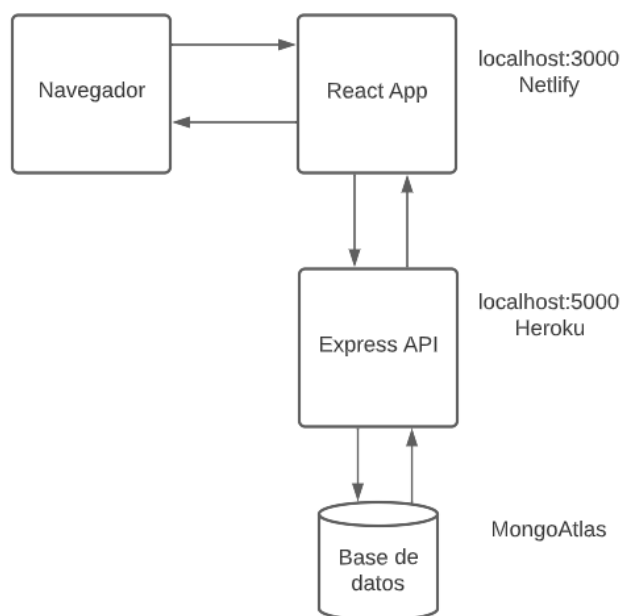 Navegador
React App
localhost:3000
Netlify
Express API
localhost:5000
Heroku
Base de
datos
MongoAtlas